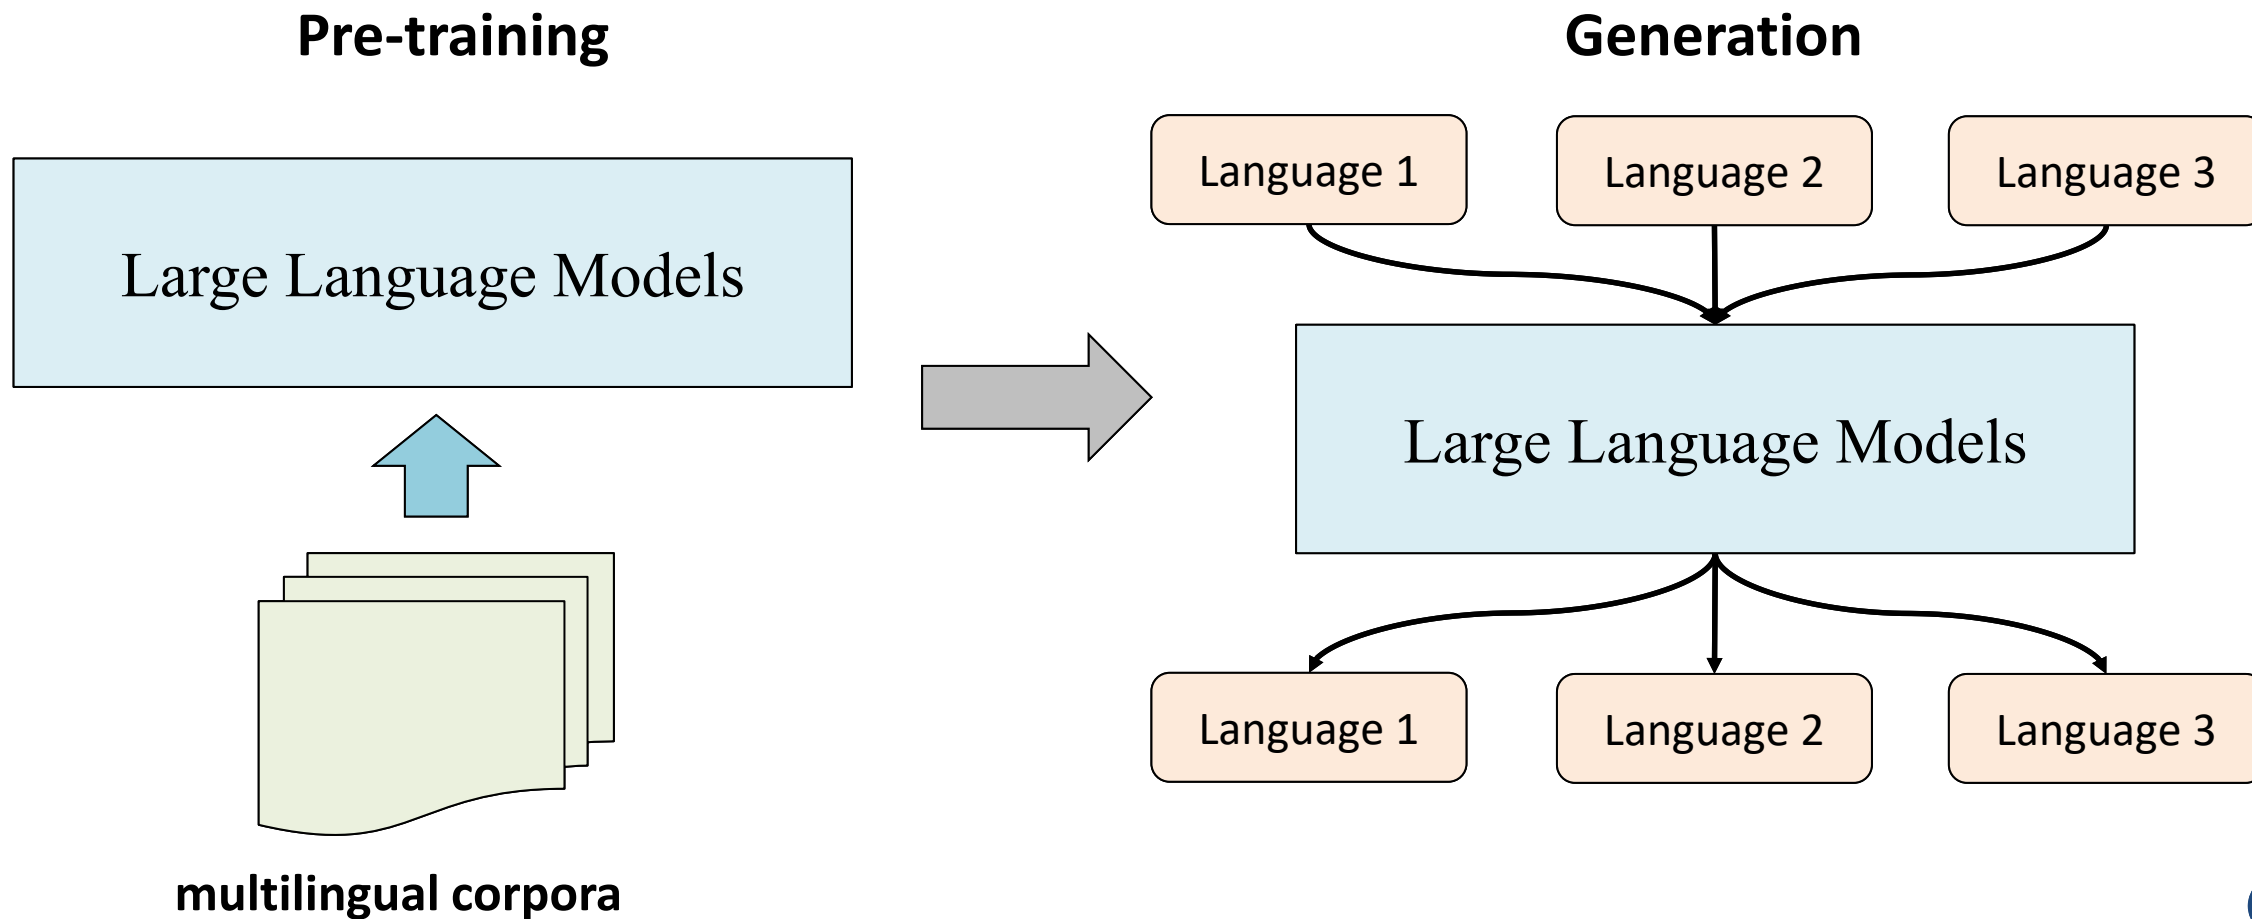 Pre-training
Generation
Language 1
Language 2
Language 3
Large Language Models
Large Language Models
Language 1
Language 2
Language 3
multilingual corpora